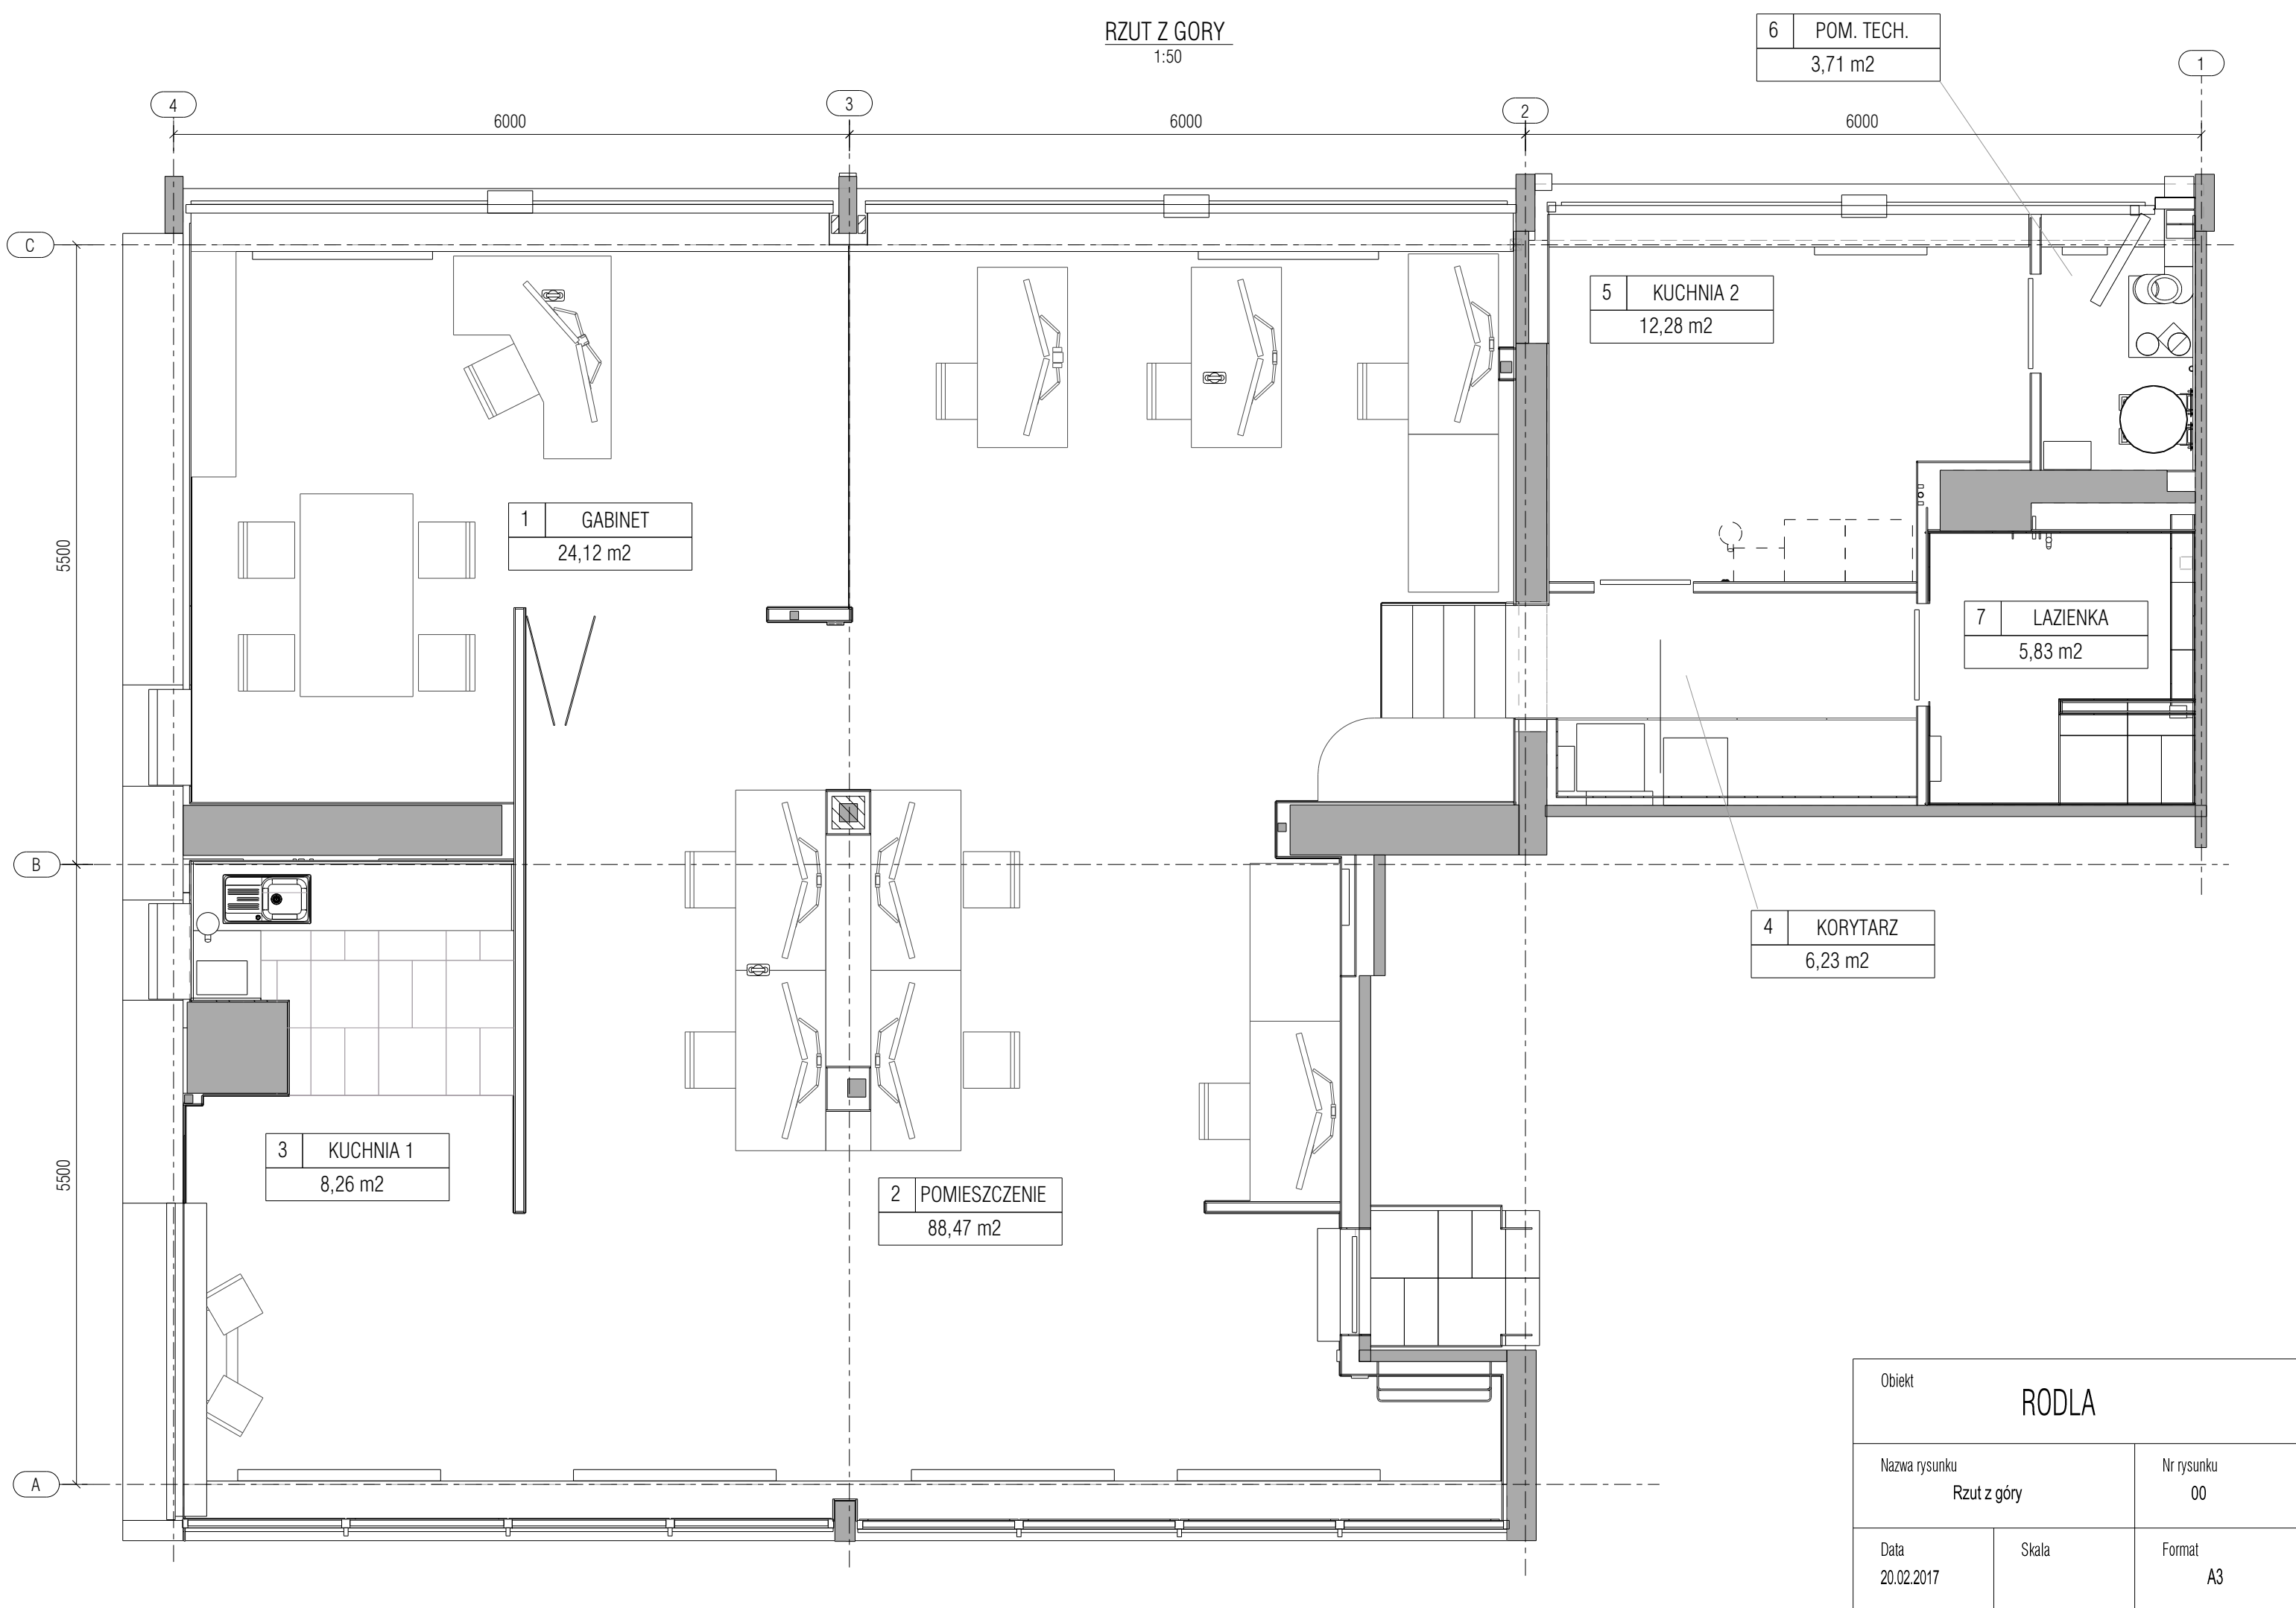 RZUT Z GORY
1:50
6 POM. TECH.
3,71 m2
4
3
2
1
6000
6000
6000
C
5 KUCHNIA 2
12,28 m2
1 GABINET
24,12 m2
5500
7 LAZIENKA
5,83 m2
B
4 KORYTARZ
6,23 m2
3 KUCHNIA 1
8,26 m2
5500
2 POMIESZCZENIE
88,47 m2
A
Obiekt
RODLA
Nazwa rysunku
Rzut z góry
Nr rysunku
00
Data
20.02.2017
Skala
Format
A3